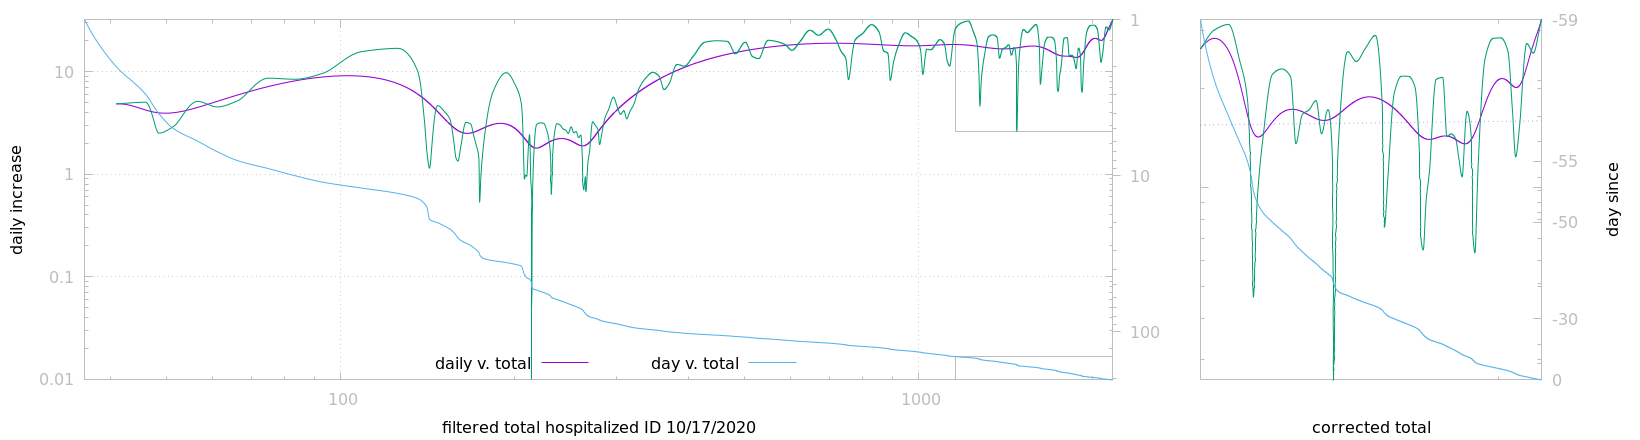 daily increase
10
1
0.1
0.01
100
1000
1
10
100
daily v. total
day v. total
filtered total hospitalized ID 10/17/2020
-59
-55
-50
-30
0
day since
corrected total